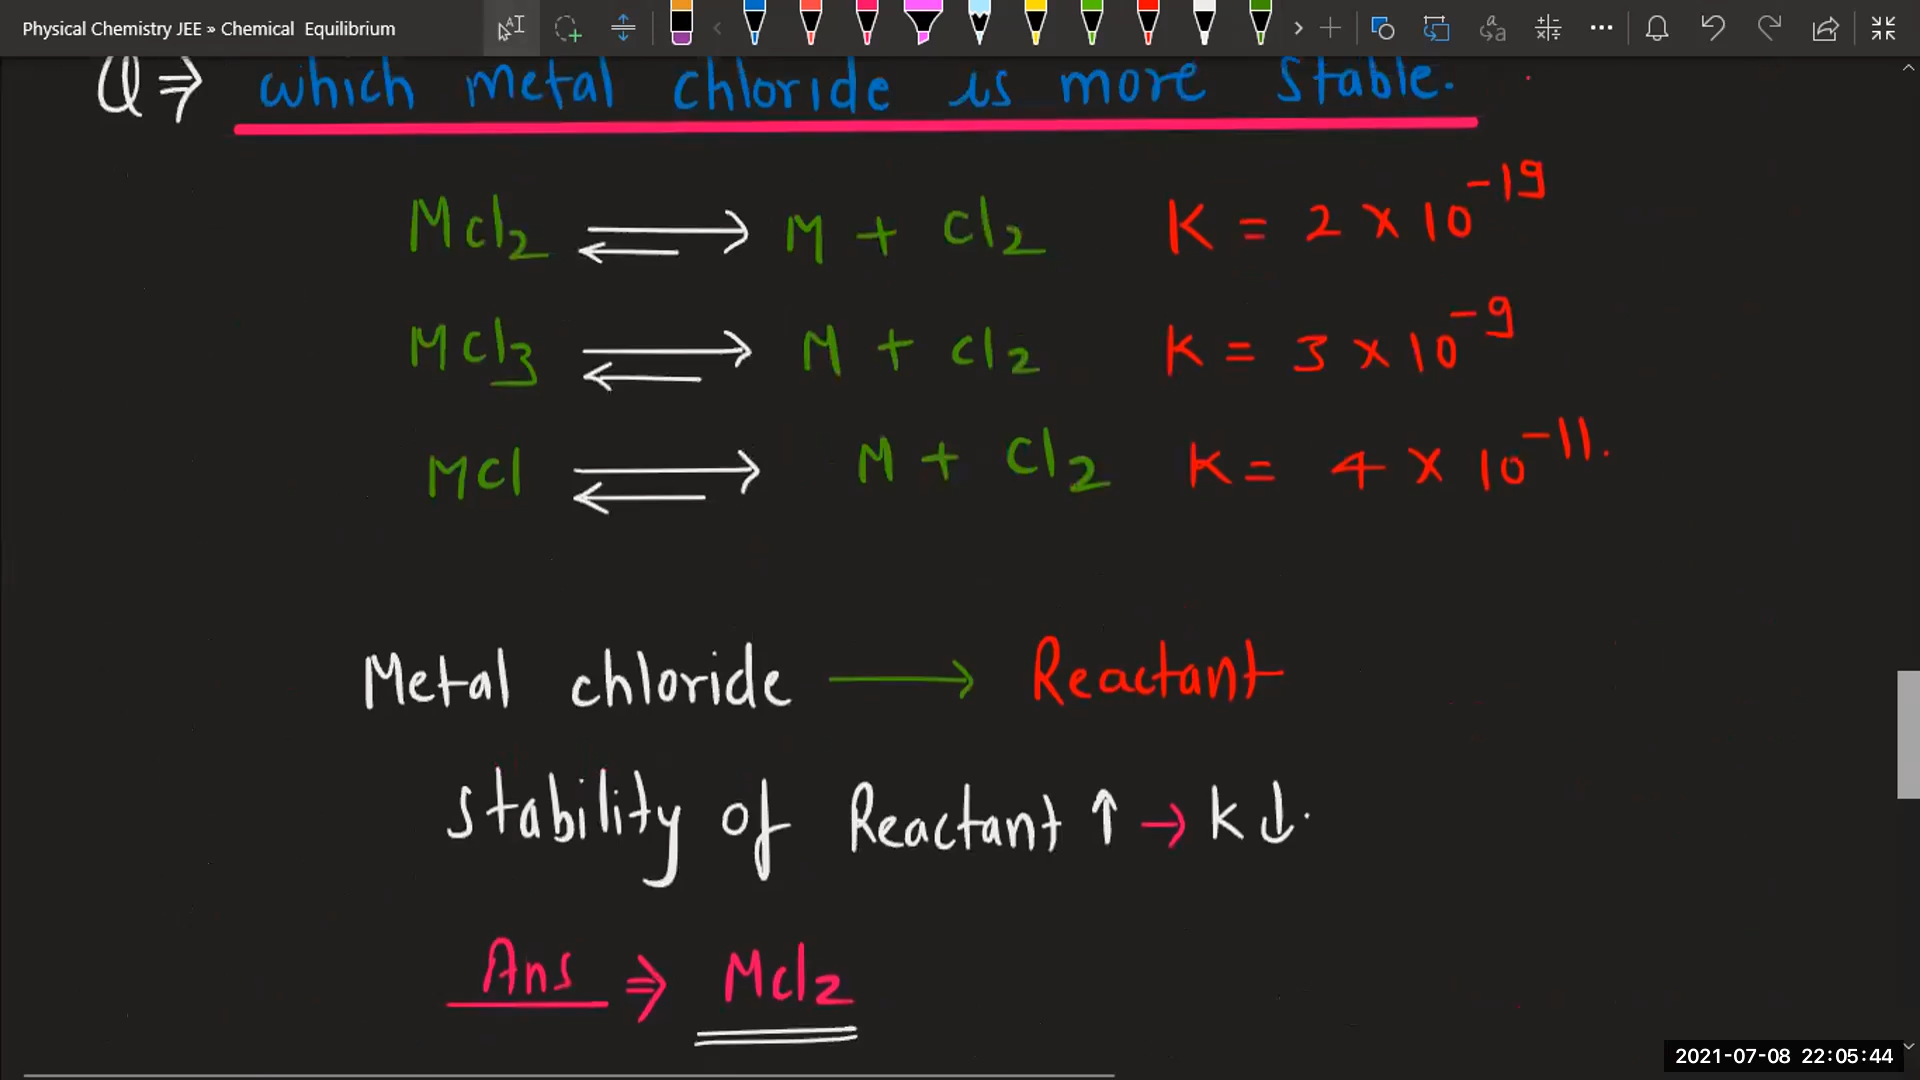 Physical Chemistry JEE » Chemical Equilibrium
Q ⇒ which metal chloride is more stable.
MCl2 ⇌ M + Cl2 K = 2 × 10^-19
MCl3 ⇌ M + Cl2 K = 3 × 10^-9
MCl ⇌ M + Cl2 K = 4 × 10^-11.
Metal chloride → Reactant
Stability of Reactant ↑ → K ↓.
Ans ⇒ MCl2
2021-07-08 22:05:44